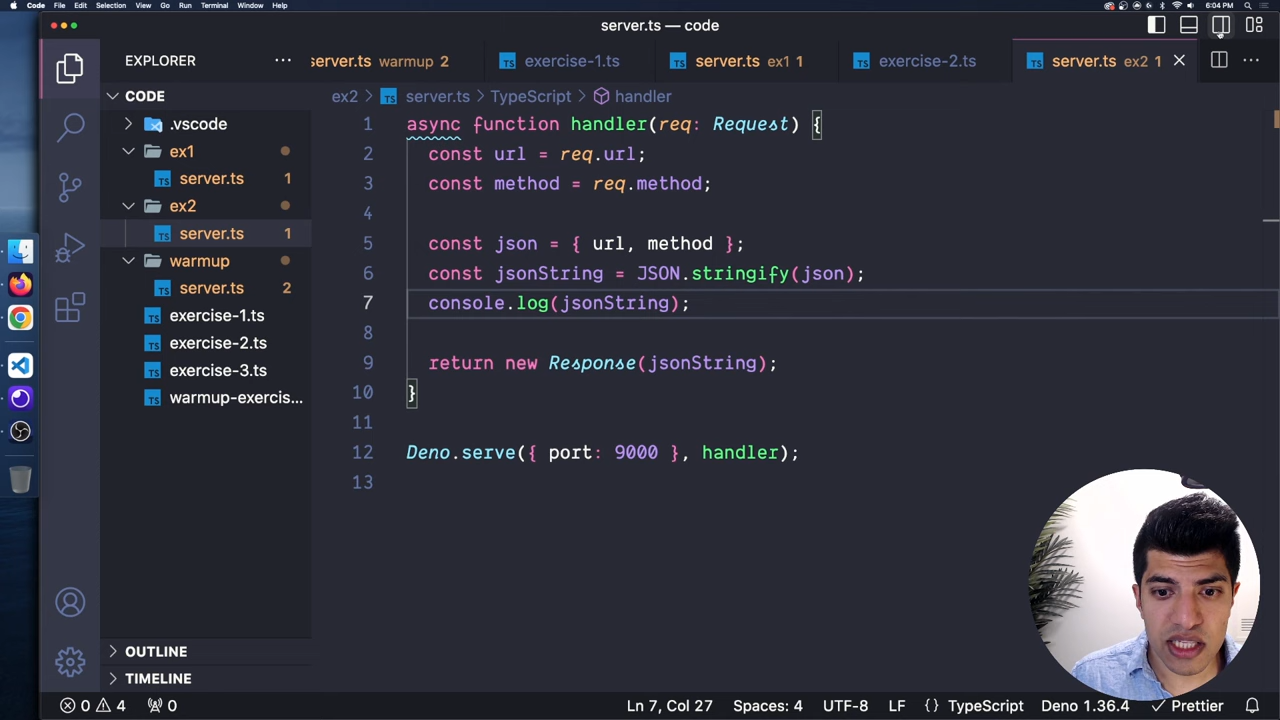 Code File Edit Selection View Go Run Terminal Window Help 6:04 PM
server.ts — code
EXPLORER
server.ts warmup 2
exercise-1.ts
server.ts ex1 1
exercise-2.ts
server.ts ex2 1
CODE
.vscode
ex1
server.ts 1
ex2
server.ts 1
warmup
server.ts 2
exercise-1.ts
exercise-2.ts
exercise-3.ts
warmup-exercis...
OUTLINE
TIMELINE
ex2 > server.ts > TypeScript > handler
1 async function handler(req: Request) {
2 const url = req.url;
3 const method = req.method;
4
5 const json = { url, method };
6 const jsonString = JSON.stringify(json);
7 console.log(jsonString);
8
9 return new Response(jsonString);
10 }
11
12 Deno.serve({ port: 9000 }, handler);
13
0 4 0 Ln 7, Col 27 Spaces: 4 UTF-8 LF {} TypeScript Deno 1.36.4 Prettier